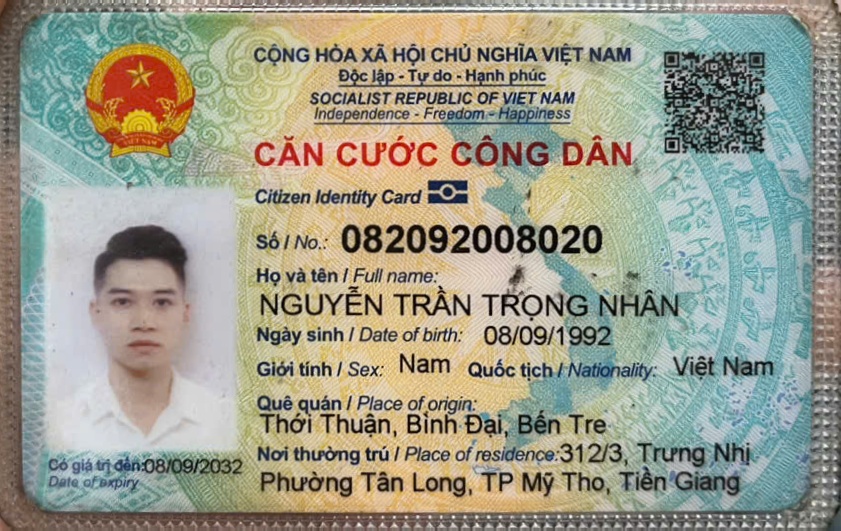 CỘNG HÒA XÃ HỘI CHỦ NGHĨA VIỆT NAM
Độc lập - Tự do - Hạnh phúc
SOCIALIST REPUBLIC OF VIET NAM
Independence - Freedom - Happiness
CĂN CƯỚC CÔNG DÂN
Citizen Identity Card
Số / No.: 082092008020
Họ và tên / Full name:
NGUYỄN TRẦN TRỌNG NHÂN
Ngày sinh / Date of birth: 08/09/1992
Giới tính / Sex: Nam Quốc tịch / Nationality: Việt Nam
Quê quán / Place of origin:
Thới Thuận, Bình Đại, Bến Tre
Nơi thường trú / Place of residence: 312/3, Trưng Nhị
Phường Tân Long, TP Mỹ Tho, Tiền Giang
Có giá trị đến: 08/09/2032
Date of expiry
VIỆT NAM